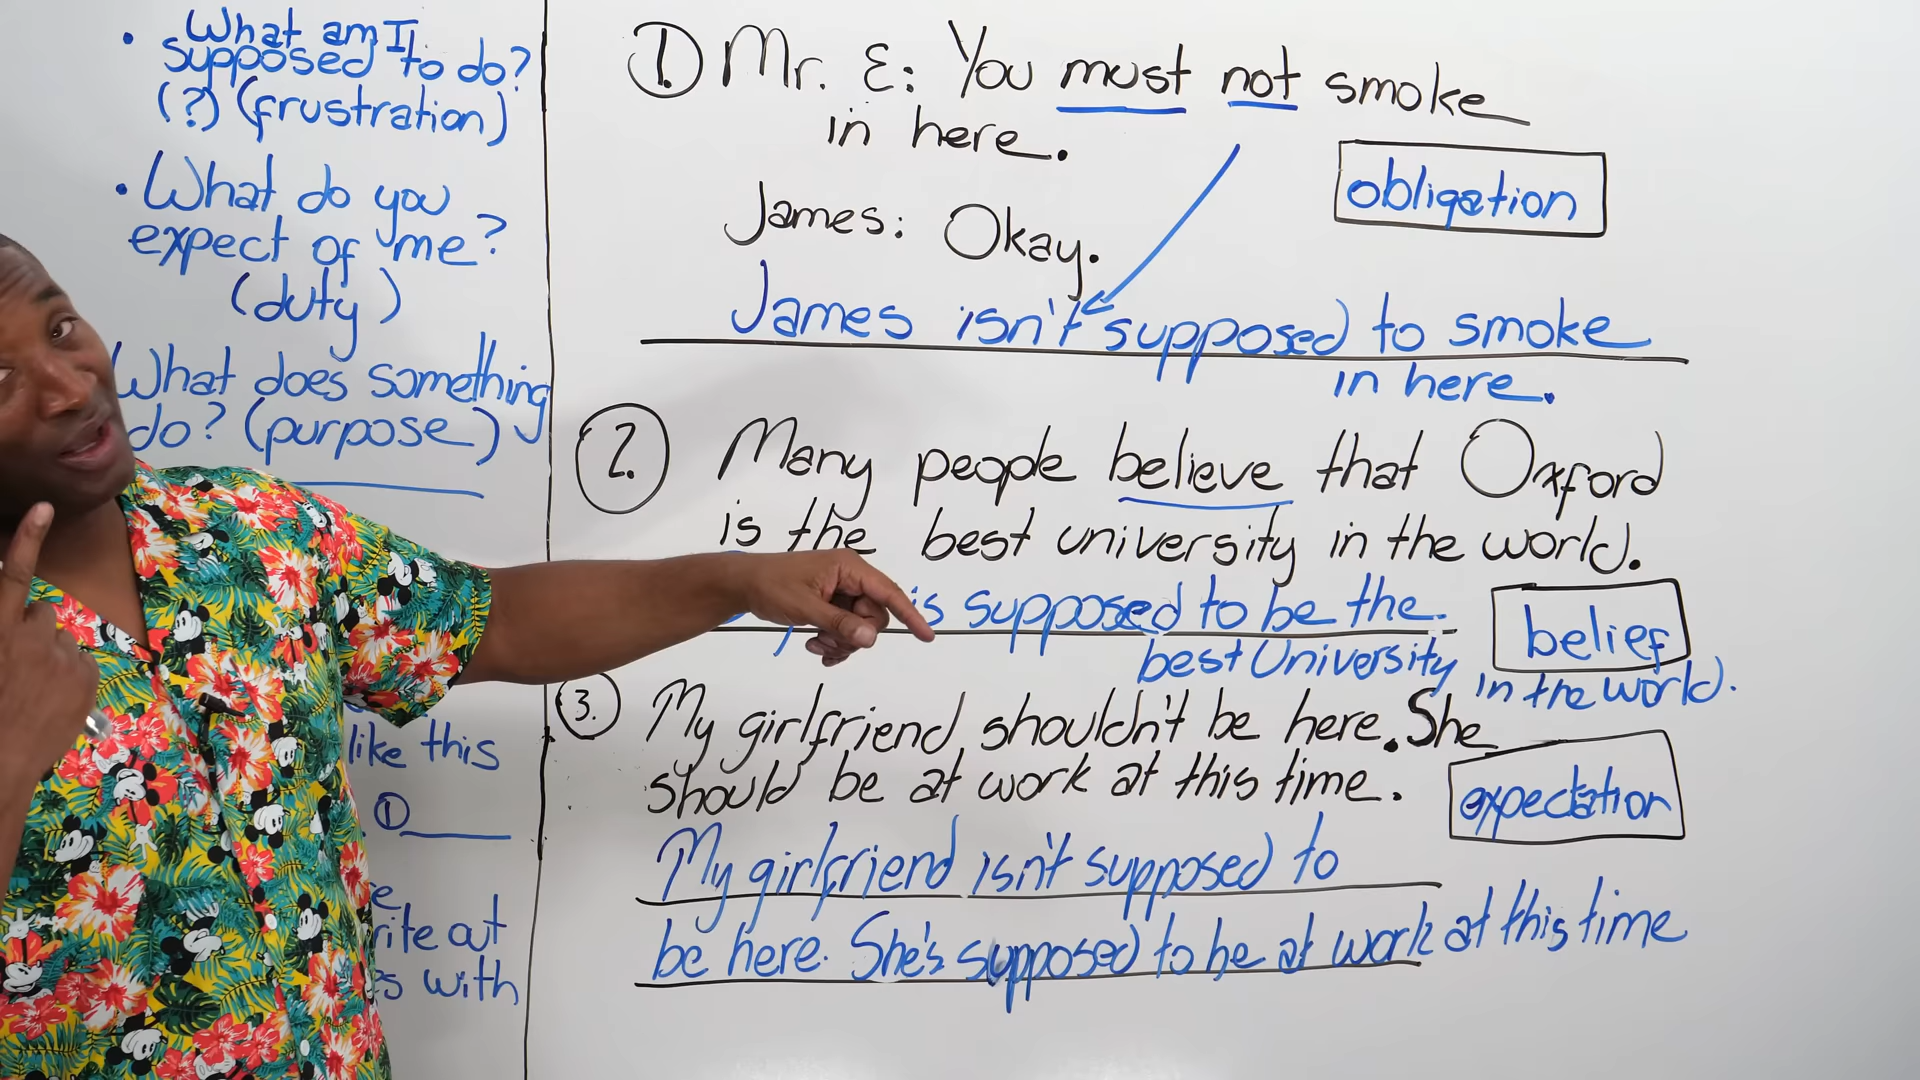 • What am I
supposed to do?
(?) (frustration)
• What do you
expect of me?
(duty)
What does something
do? (purpose)
like this
①
rite out
with
1. Mr. E: You must not smoke
in here.
obligation
James: Okay.
James isn't supposed to smoke
in here.
2. Many people believe that Oxford
is the best university in the world.
is supposed to be the
best University
in the world.
belief
3. My girlfriend shouldn't be here. She
should be at work at this time.
expectation
My girlfriend isn't supposed to
be here. She's supposed to be at work at this time